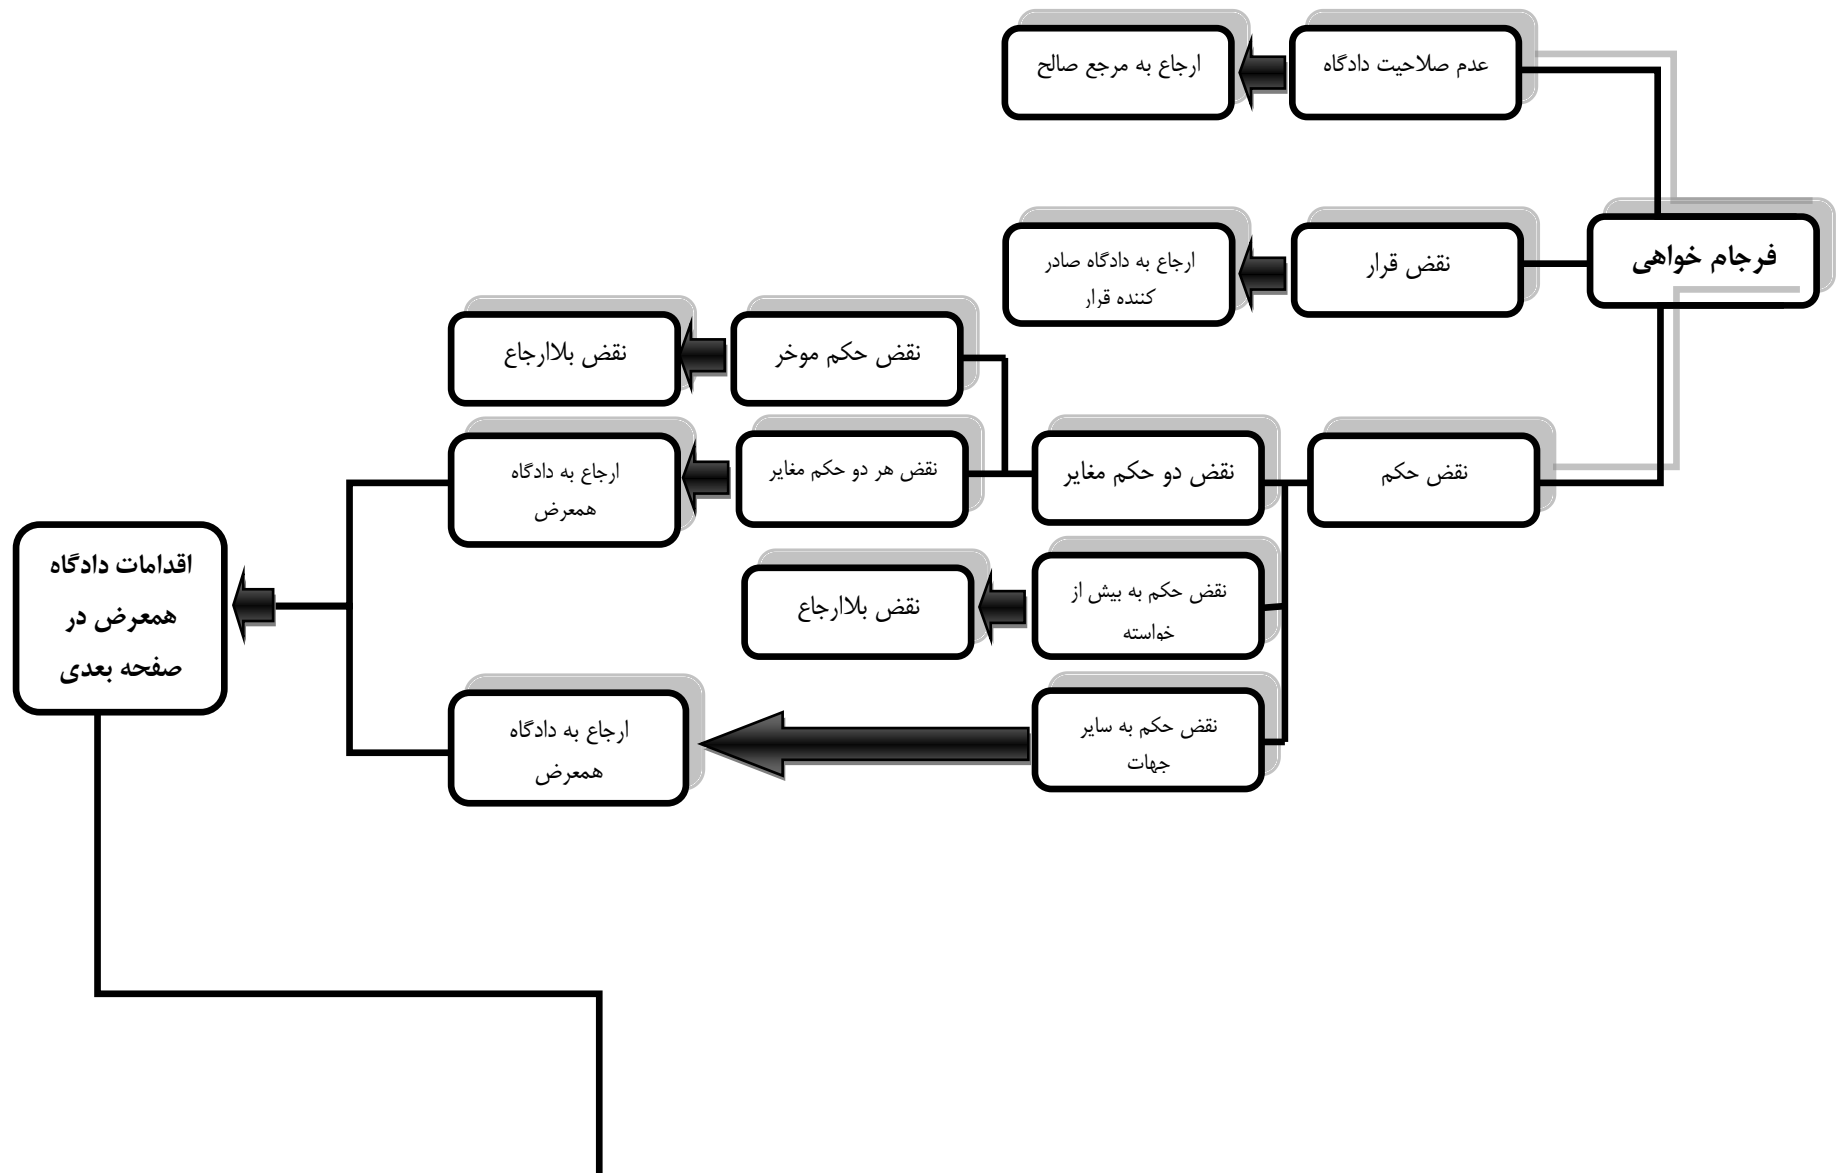 عدم صلاحیت دادگاه
ارجاع به مرجع صالح
فرجام خواهی
نقض قرار
ارجاع به دادگاه صادر
کننده قرار
نقض حکم موخر
نقض بلاارجاع
نقض حکم
نقض دو حکم مغایر
نقض هر دو حکم مغایر
ارجاع به دادگاه
همعرض
نقض حکم به بیش از
خواسته
نقض بلاارجاع
نقض حکم به سایر
جهات
ارجاع به دادگاه
همعرض
اقدامات دادگاه
همعرض در
صفحه بعدی